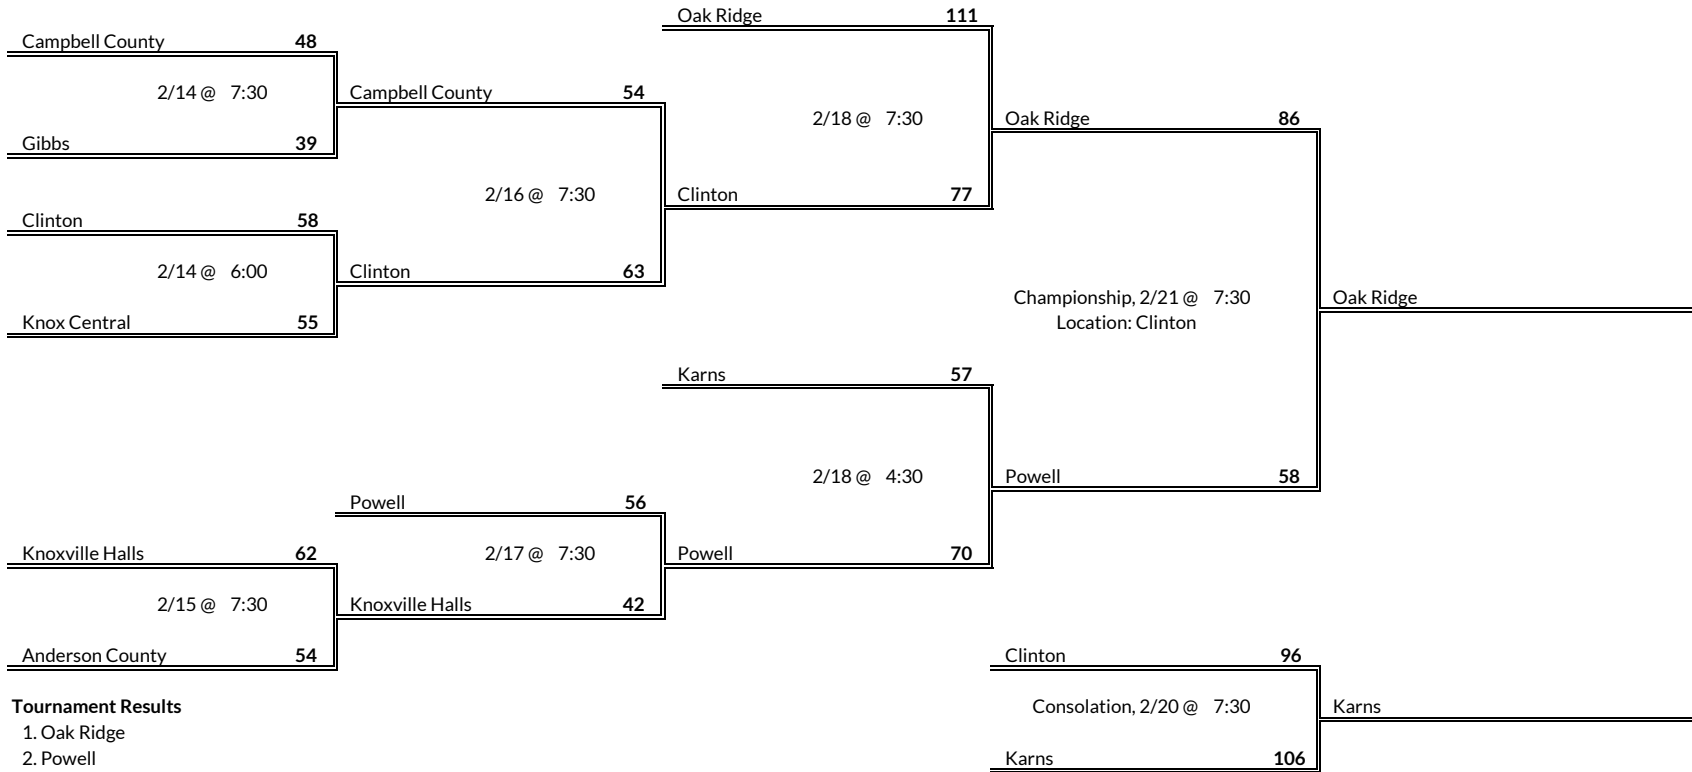 Oak Ridge 111
Campbell County 48
2/14 @ 7:30 Campbell County 54
2/18 @ 7:30 Oak Ridge 86
Gibbs 39
2/16 @ 7:30 Clinton 77
Clinton 58
2/14 @ 6:00 Clinton 63
Championship, 2/21 @ 7:30 Oak Ridge
Knox Central 55
Location: Clinton
Karns 57
2/18 @ 4:30 Powell 58
Powell 56
Knoxville Halls 62
2/17 @ 7:30 Powell 70
2/15 @ 7:30 Knoxville Halls 42
Anderson County 54
Clinton 96
Tournament Results
Consolation, 2/20 @ 7:30 Karns
1. Oak Ridge
2. Powell
Karns 106